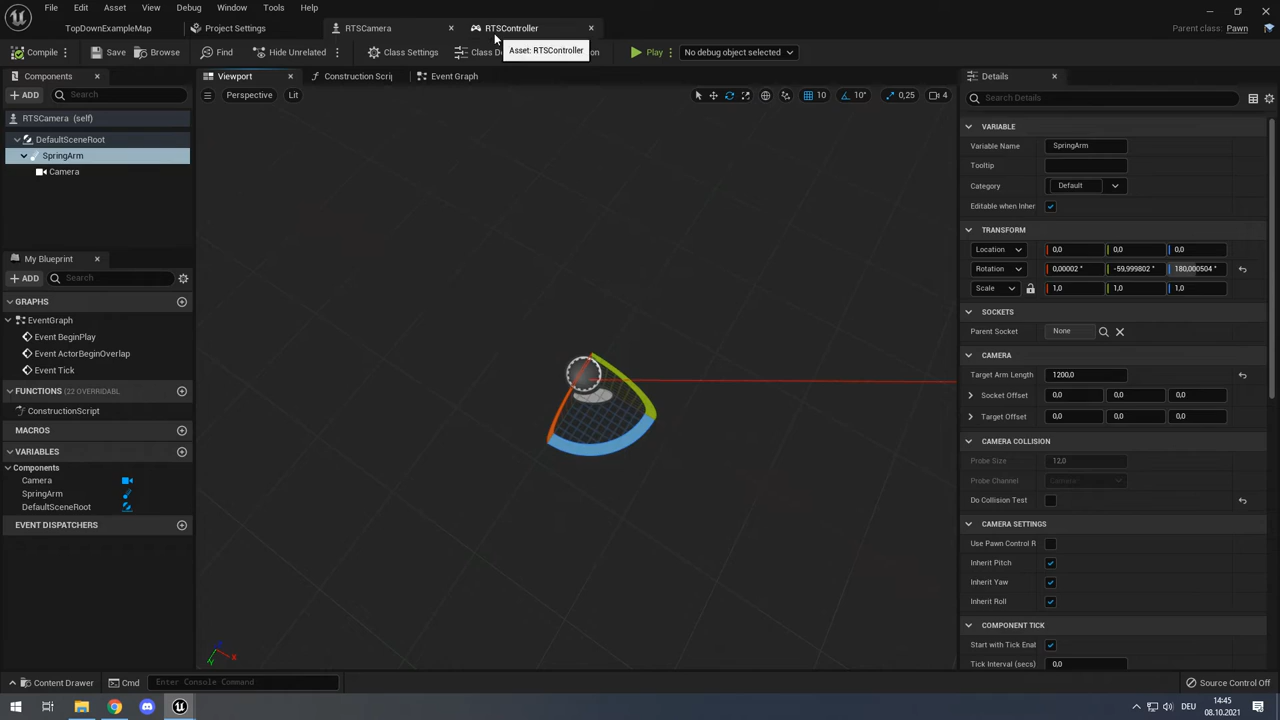 File Edit Asset View Debug Window Tools Help
TopDownExampleMap Project Settings RTSCamera RTSController Parent class: Pawn
Asset: RTSController
Compile Save Browse Find Hide Unrelated Class Settings Class De on Play No debug object selected
Components Viewport Construction Scrip Event Graph Details
ADD Search Perspective Lit 10 10° 0,25 4 Search Details
RTSCamera (self)
DefaultSceneRoot
SpringArm
Camera
My Blueprint
ADD Search
GRAPHS
EventGraph
Event BeginPlay
Event ActorBeginOverlap
Event Tick
FUNCTIONS (22 OVERRIDABL
ConstructionScript
MACROS
VARIABLES
Components
Camera
SpringArm
DefaultSceneRoot
EVENT DISPATCHERS
Z X Y
VARIABLE
Variable Name SpringArm
Tooltip
Category Default
Editable when Inher
TRANSFORM
Location 0,0 0,0 0,0
Rotation 0,00002 ° -59,999802 ° 180,000504 °
Scale 1,0 1,0 1,0
SOCKETS
Parent Socket None
CAMERA
Target Arm Length 1200,0
Socket Offset 0,0 0,0 0,0
Target Offset 0,0 0,0 0,0
CAMERA COLLISION
Probe Size 12,0
Probe Channel Camera
Do Collision Test
CAMERA SETTINGS
Use Pawn Control R
Inherit Pitch
Inherit Yaw
Inherit Roll
COMPONENT TICK
Start with Tick Enal
Tick Interval (secs) 0,0
Content Drawer Cmd Enter Console Command Source Control Off
DEU 14:45
08.10.2021